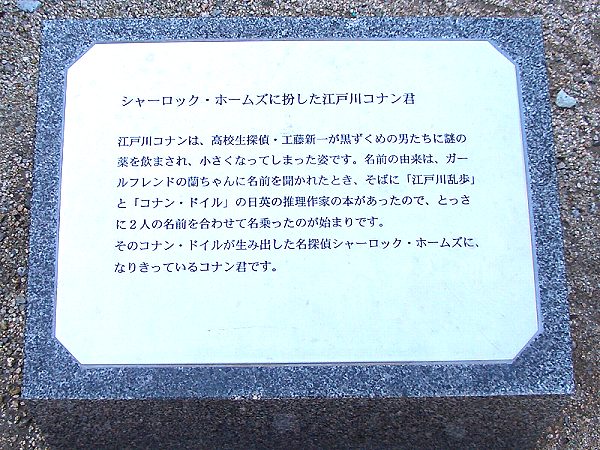 シャーロック・ホームズに扮した江戸川コナン君
江戸川コナンは、高校生探偵・工藤新一が黒ずくめの男たちに謎の
薬を飲まされ、小さくなってしまった姿です。名前の由来は、ガー
ルフレンドの蘭ちゃんに名前を聞かれたとき、そばに「江戸川乱歩」
と「コナン・ドイル」の日英の推理作家の本があったので、とっさ
に２人の名前を合わせて名乗ったのが始まりです。
そのコナン・ドイルが生み出した名探偵シャーロック・ホームズに、
なりきっているコナン君です。